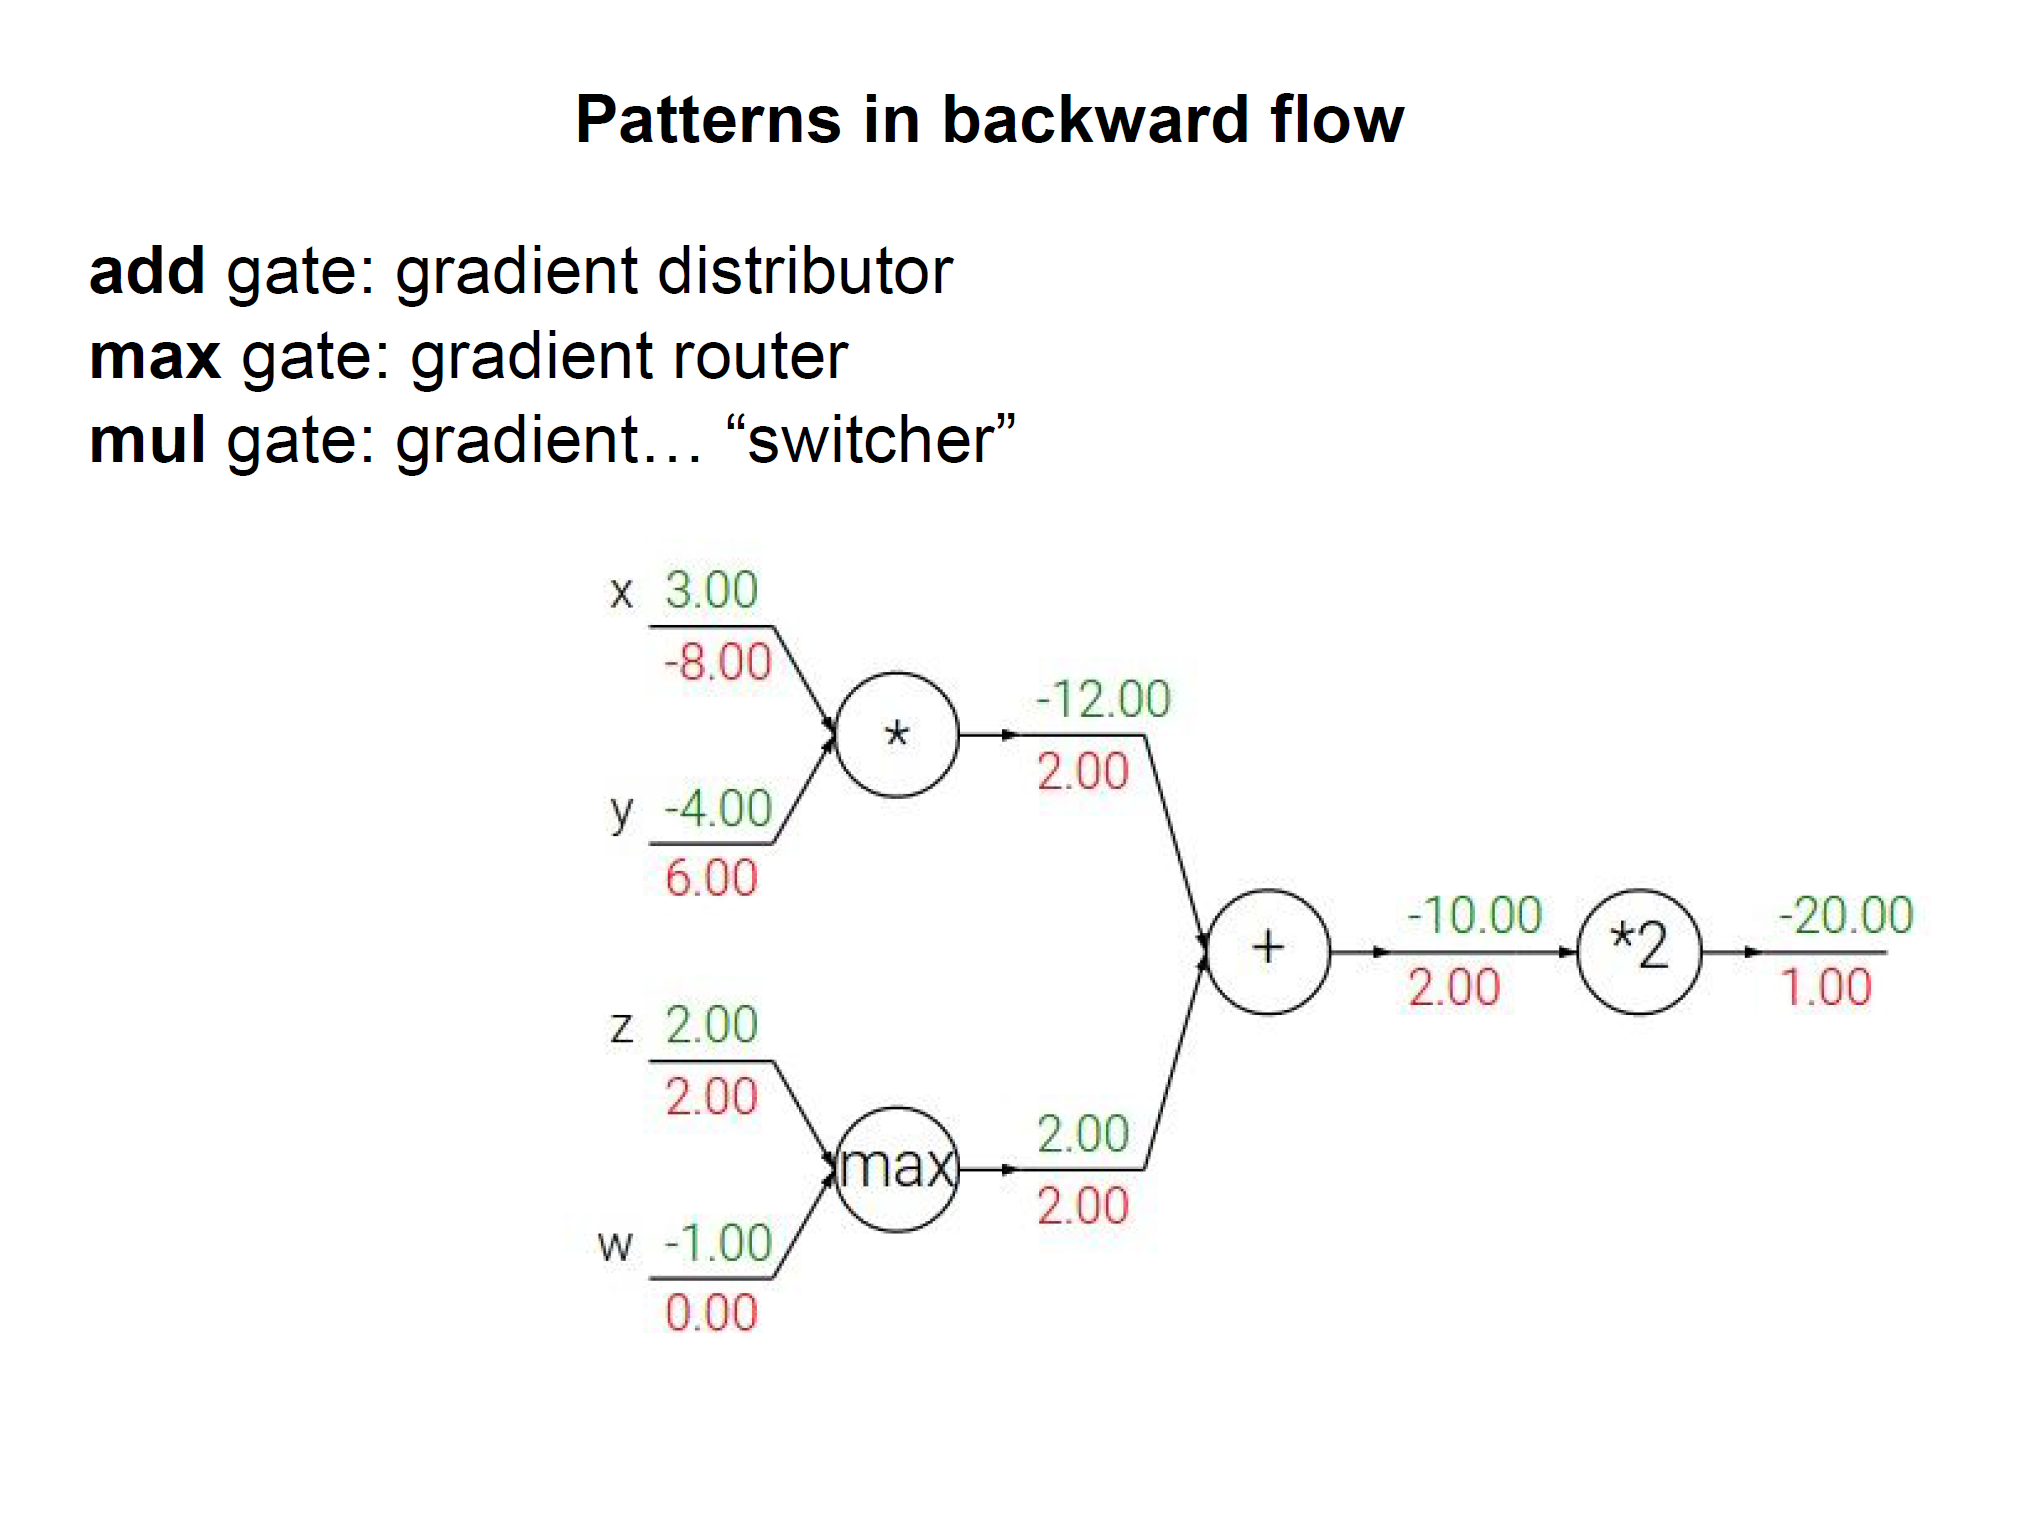 Patterns in backward flow
add gate: gradient distributor
max gate: gradient router
mul gate: gradient… “switcher”
x 3.00
-8.00
*
-12.00
2.00
y -4.00
6.00
+
-10.00
2.00
*2
-20.00
1.00
z 2.00
2.00
max
2.00
2.00
w -1.00
0.00